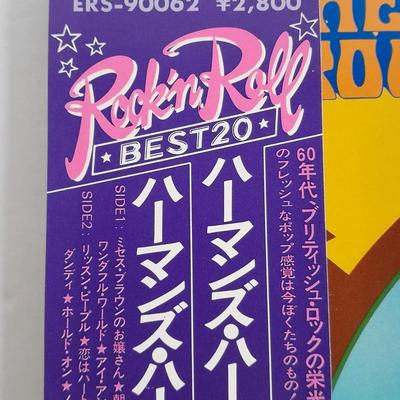 ERS-90062 ¥2,800
Rock'n Roll
★BEST20★
60年代、ブリティッシュ・ロックの栄光
のフレッシュなポップ感覚は今ぼくたちのもの
ハーマンズ・ハー
ハーマンズ・ハー
SIDE1：ミセス・ブラウンのお嬢さん★
ワンダフル・ワールド★アイ・ア
SIDE2：リッスン・ピープル★恋はハート
ダンディ★ホールド・オン★